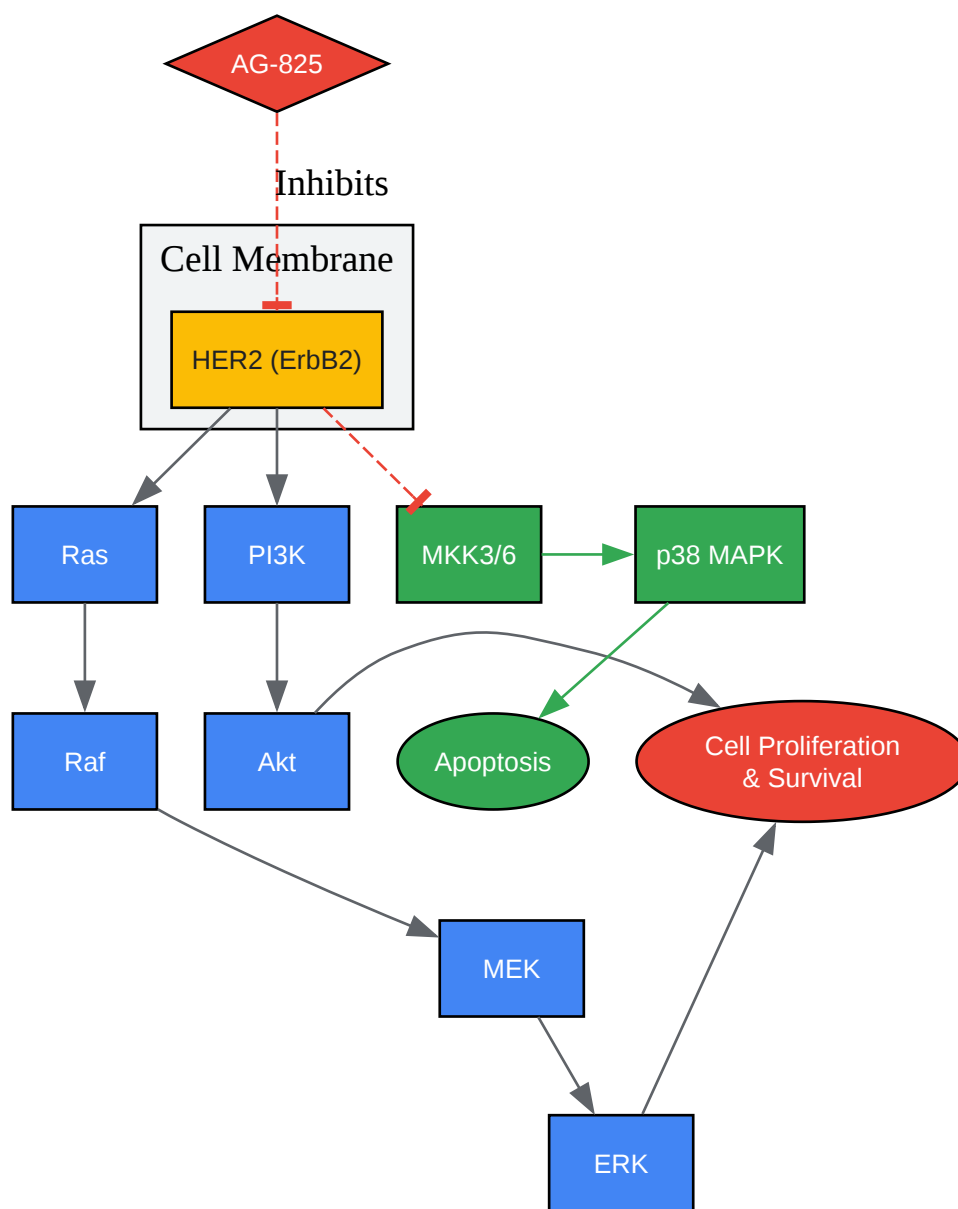 AG-825
Inhibits
Cell Membrane
HER2 (ErbB2)
Ras
PI3K
MKK3/6
p38 MAPK
Raf
Akt
Apoptosis
Cell Proliferation
& Survival
MEK
ERK